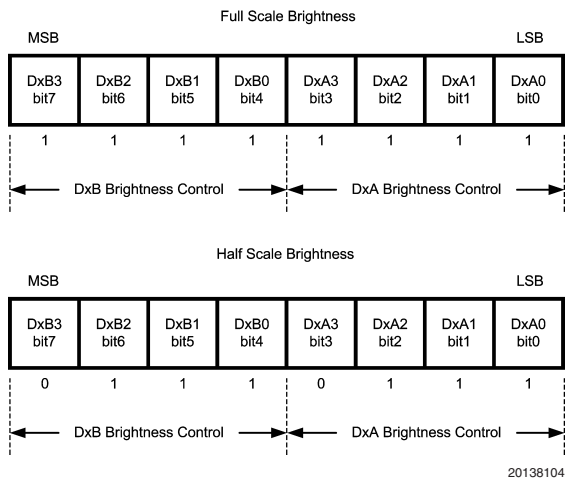 Full Scale Brightness
MSB LSB
DxB3 DxB2 DxB1 DxB0 DxA3 DxA2 DxA1 DxA0
bit7 bit6 bit5 bit4 bit3 bit2 bit1 bit0
1 1 1 1 1 1 1 1
DxB Brightness Control DxA Brightness Control
Half Scale Brightness
MSB LSB
DxB3 DxB2 DxB1 DxB0 DxA3 DxA2 DxA1 DxA0
bit7 bit6 bit5 bit4 bit3 bit2 bit1 bit0
0 1 1 1 0 1 1 1
DxB Brightness Control DxA Brightness Control
20138104